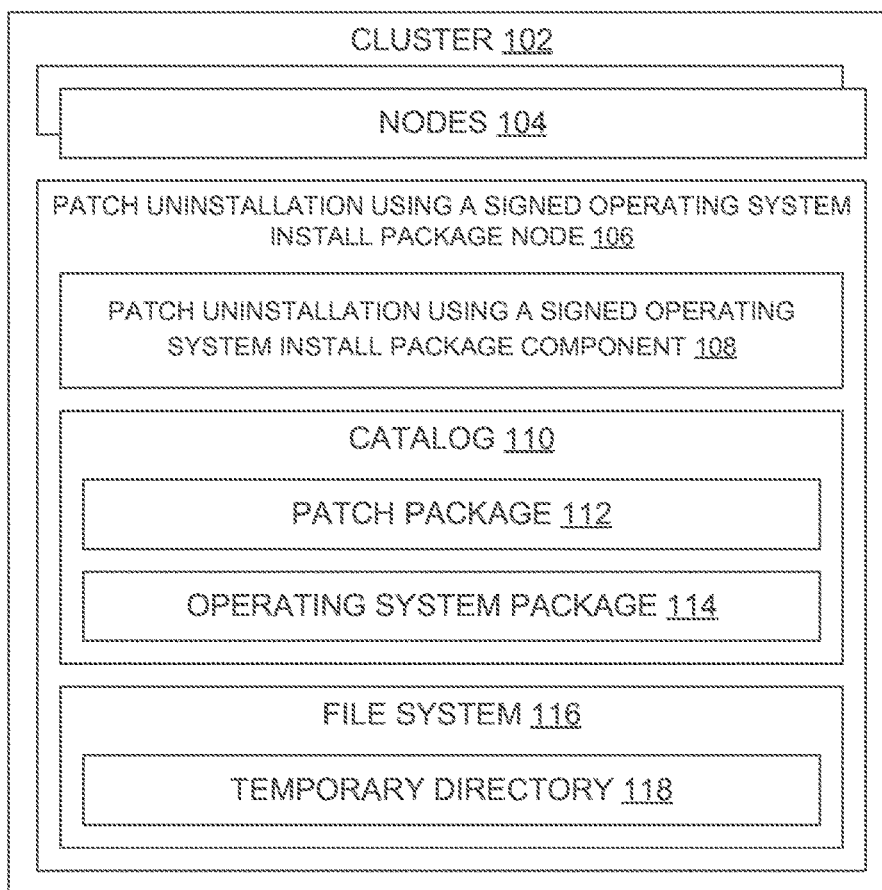 CLUSTER 102
NODES 104
PATCH UNINSTALLATION USING A SIGNED OPERATING SYSTEM
INSTALL PACKAGE NODE 106
PATCH UNINSTALLATION USING A SIGNED OPERATING
SYSTEM INSTALL PACKAGE COMPONENT 108
CATALOG 110
PATCH PACKAGE 112
OPERATING SYSTEM PACKAGE 114
FILE SYSTEM 116
TEMPORARY DIRECTORY 118